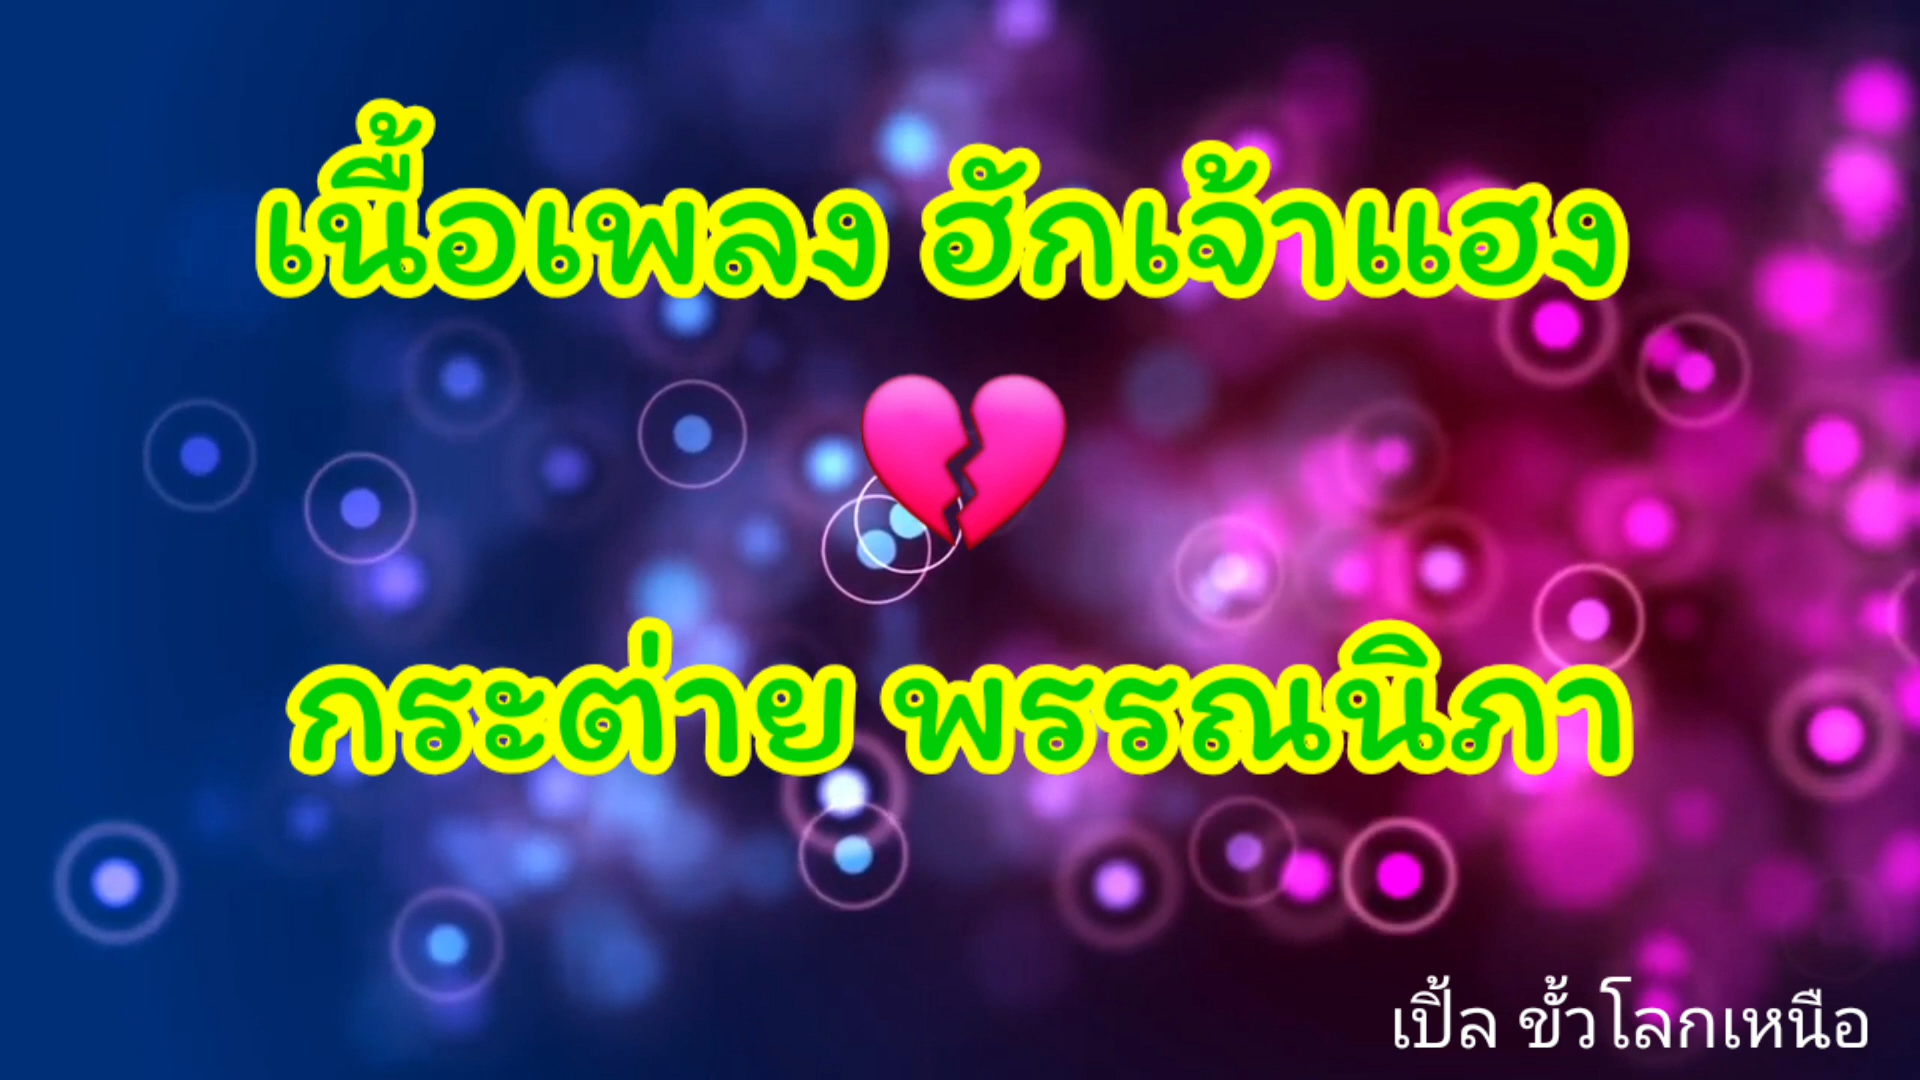 เนื้อเพลง ฮักเจ้าแฮง
กระต่าย พรรณนิภา
เปิ้ล ขั้วโลกเหนือ